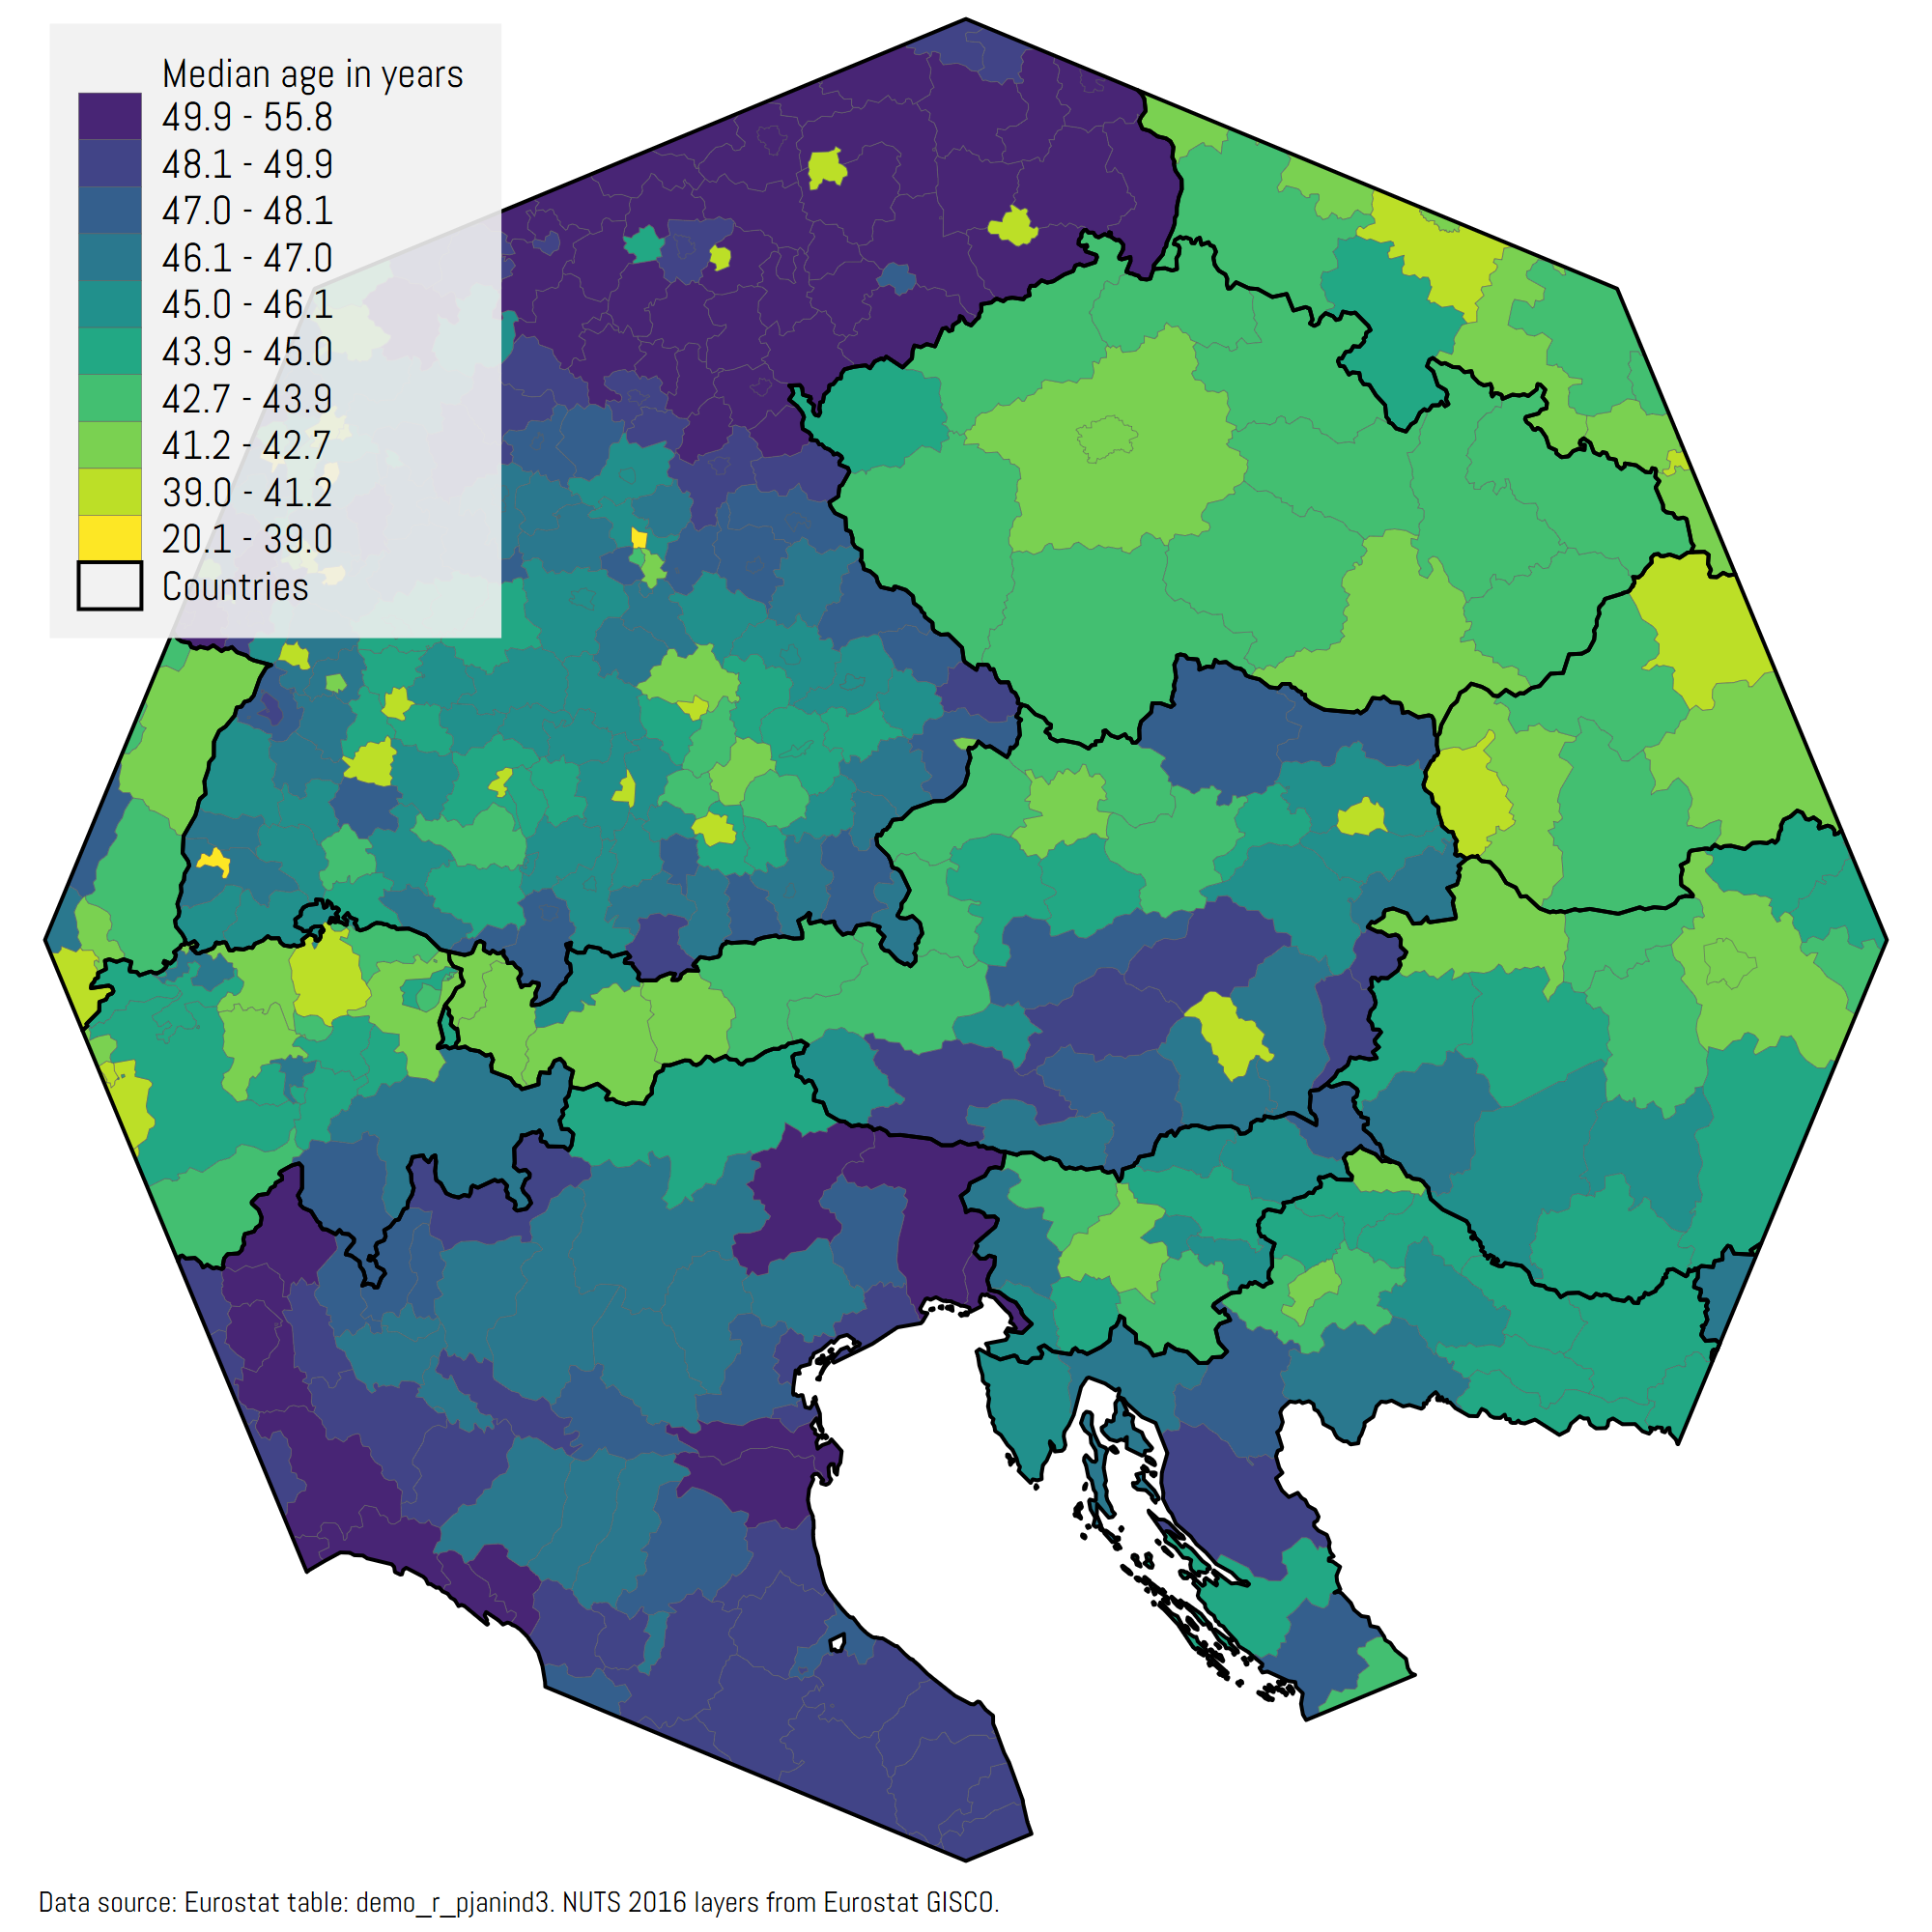 Median age in years
49.9 - 55.8
48.1 - 49.9
47.0 - 48.1
46.1 - 47.0
45.0 - 46.1
43.9 - 45.0
42.7 - 43.9
41.2 - 42.7
39.0 - 41.2
20.1 - 39.0
Countries
Data source: Eurostat table: demo_r_pjanind3. NUTS 2016 layers from Eurostat GISCO.